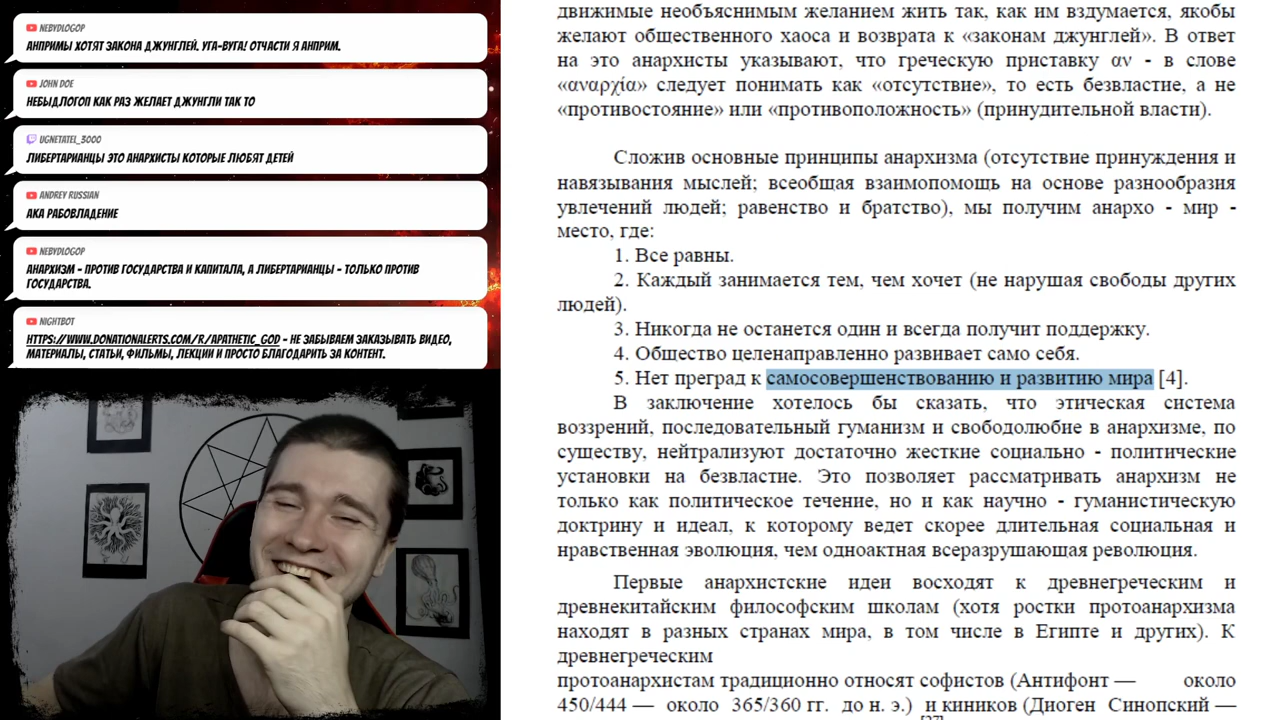 NEBYDLOGOP
АНПРИМЫ ХОТЯТ ЗАКОНА ДЖУНГЛЕЙ. УГА-ВУГА! ОТЧАСТИ Я АНПРИМ.
JOHN DOE
НЕБЫДЛОГОП КАК РАЗ ЖЕЛАЕТ ДЖУНГЛИ ТАК ТО
UGNETATEL_3000
ЛИБЕРТАРИАНЦЫ ЭТО АНАРХИСТЫ КОТОРЫЕ ЛЮБЯТ ДЕТЕЙ
ANDREY RUSSIAN
АКА РАБОВЛАДЕНИЕ
NEBYDLOGOP
АНАРХИЗМ - ПРОТИВ ГОСУДАРСТВА И КАПИТАЛА, А ЛИБЕРТАРИАНЦЫ - ТОЛЬКО ПРОТИВ
ГОСУДАРСТВА.
NIGHTBOT
HTTPS://WWW.DONATIONALERTS.COM/R/APATHETIC_GOD - НЕ ЗАБЫВАЕМ ЗАКАЗЫВАТЬ ВИДЕО,
МАТЕРИАЛЫ, СТАТЬИ, ФИЛЬМЫ, ЛЕКЦИИ И ПРОСТО БЛАГОДАРИТЬ ЗА КОНТЕНТ.
движимые необъяснимым желанием жить так, как им вздумается, якобы
желают общественного хаоса и возврата к «законам джунглей». В ответ
на это анархисты указывают, что греческую приставку αν - в слове
«αναρχία» следует понимать как «отсутствие», то есть безвластие, а не
«противостояние» или «противоположность» (принудительной власти).
Сложив основные принципы анархизма (отсутствие принуждения и
навязывания мыслей; всеобщая взаимопомощь на основе разнообразия
увлечений людей; равенство и братство), мы получим анархо - мир -
место, где:
1. Все равны.
2. Каждый занимается тем, чем хочет (не нарушая свободы других
людей).
3. Никогда не останется один и всегда получит поддержку.
4. Общество целенаправленно развивает само себя.
5. Нет преград к самосовершенствованию и развитию мира [4].
В заключение хотелось бы сказать, что этическая система
воззрений, последовательный гуманизм и свободолюбие в анархизме, по
существу, нейтрализуют достаточно жесткие социально - политические
установки на безвластие. Это позволяет рассматривать анархизм не
только как политическое течение, но и как научно - гуманистическую
доктрину и идеал, к которому ведет скорее длительная социальная и
нравственная эволюция, чем одноактная всеразрушающая революция.
Первые анархистские идеи восходят к древнегреческим и
древнекитайским философским школам (хотя ростки протоанархизма
находят в разных странах мира, в том числе в Египте и других). К
древнегреческим
протоанархистам традиционно относят софистов (Антифонт — около
450/444 — около 365/360 гг. до н. э.) и киников (Диоген Синопский —